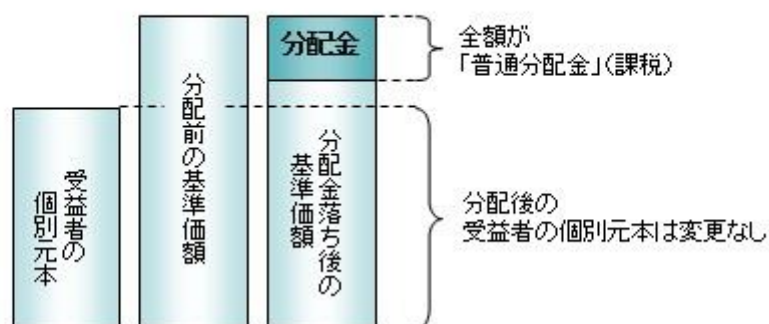 受益者の
個別元本
分配前の基準価額
分配金
分配金落ち後の
基準価額
全額が
「普通分配金」(課税)
分配後の
受益者の個別元本は変更なし